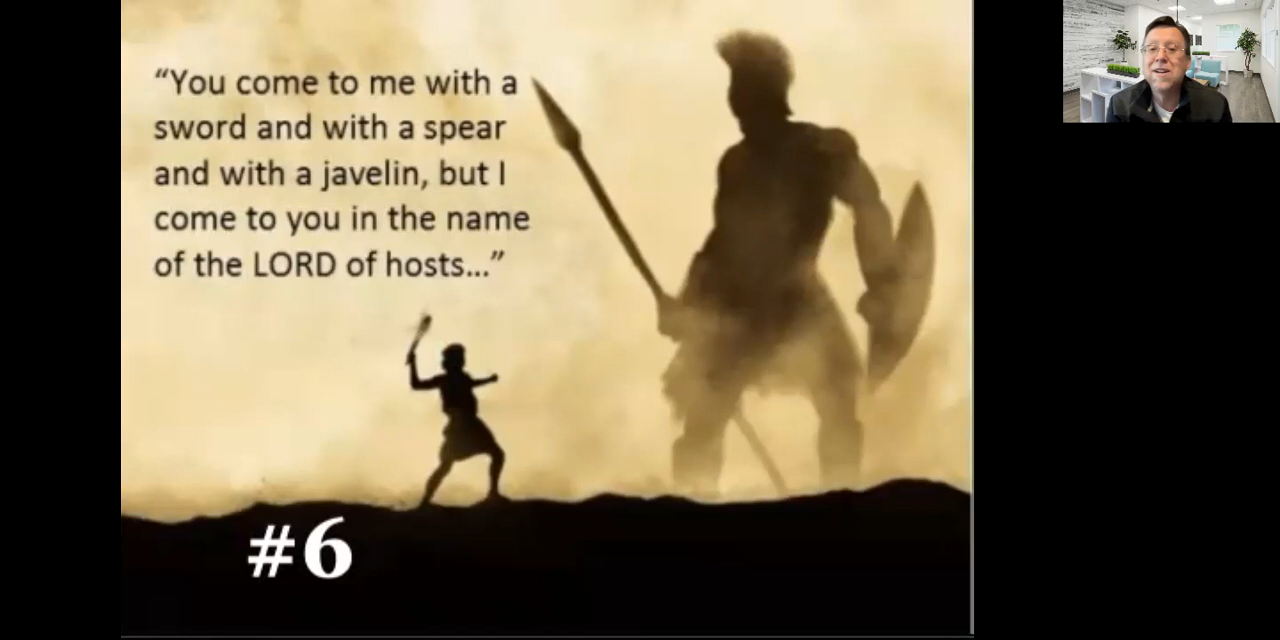 “You come to me with a
sword and with a spear
and with a javelin, but I
come to you in the name
of the LORD of hosts...”
#6